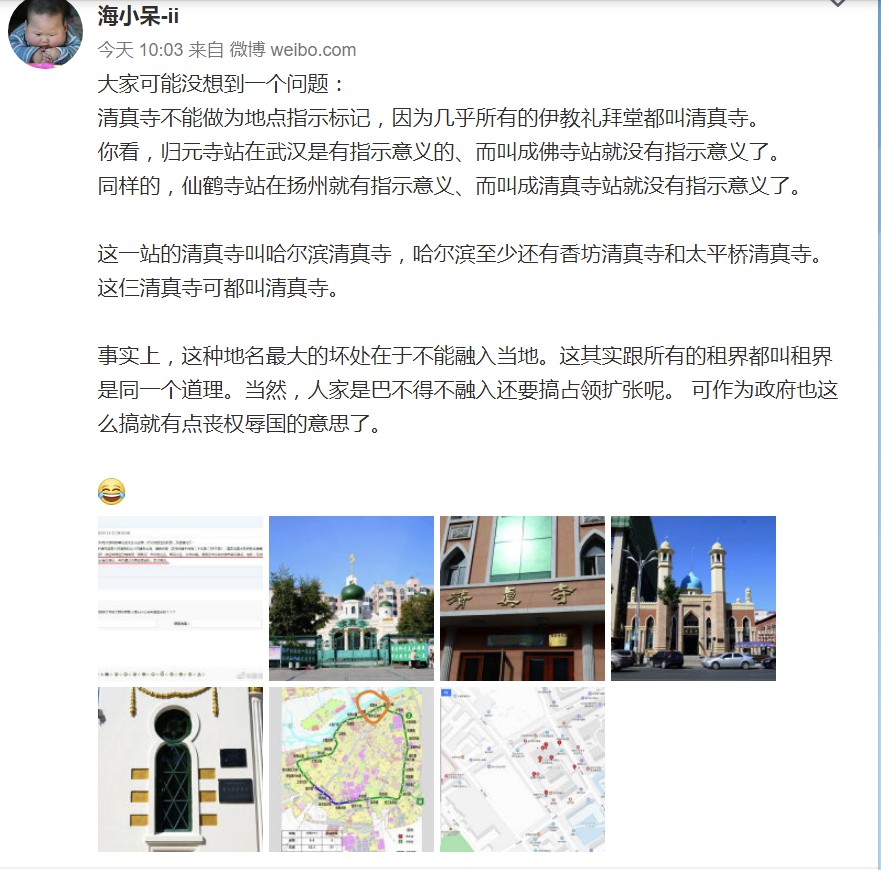 海小呆-ii
今天 10:03 来自 微博 weibo.com
大家可能没想到一个问题：
清真寺不能做为地点指示标记，因为几乎所有的伊教礼拜堂都叫清真寺。
你看，归元寺站在武汉是有指示意义的、而叫成佛寺站就没有指示意义了。
同样的，仙鹤寺站在扬州就有指示意义、而叫成清真寺站就没有指示意义了。
这一站的清真寺叫哈尔滨清真寺，哈尔滨至少还有香坊清真寺和太平桥清真寺。
这仨清真寺可都叫清真寺。
事实上，这种地名最大的坏处在于不能融入当地。这其实跟所有的租界都叫租界
是同一个道理。当然，人家是巴不得不融入还要搞占领扩张呢。 可作为政府也这
么搞就有点丧权辱国的意思了。
清真寺